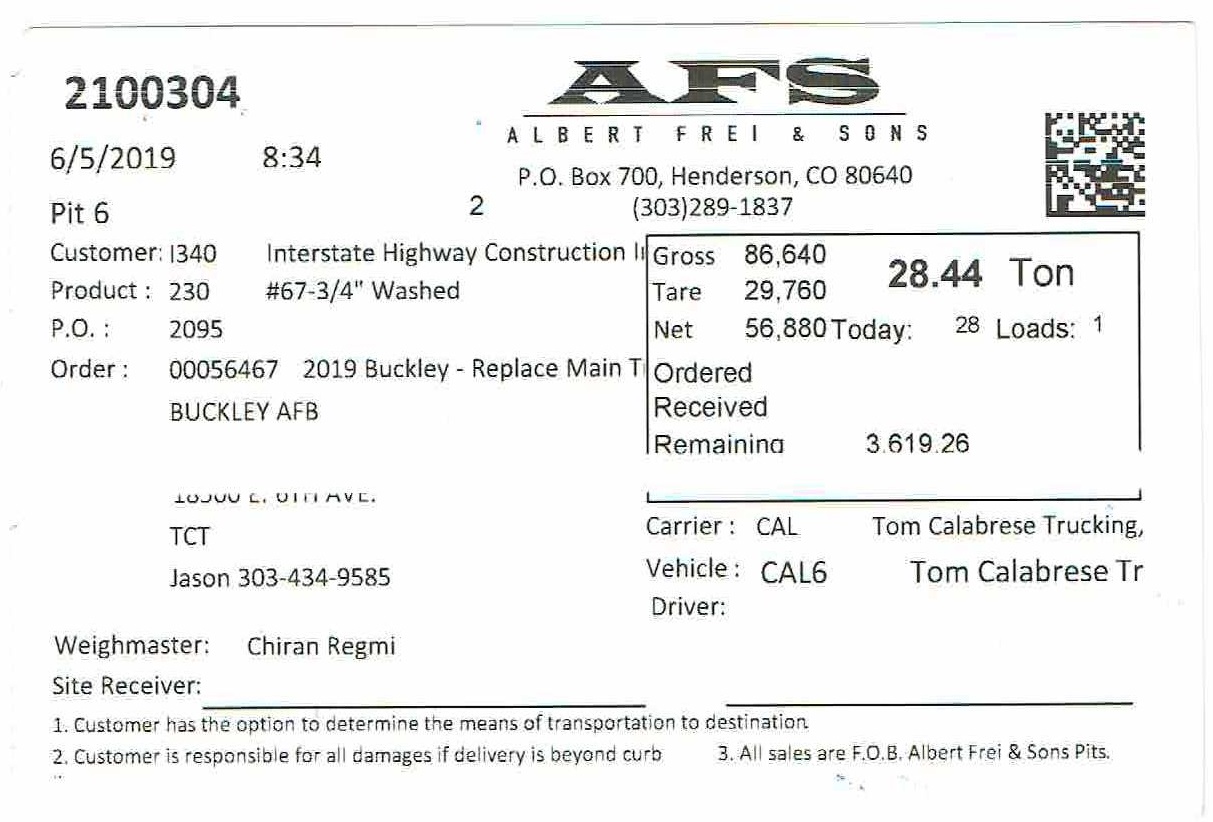 2100304
AFS
ALBERT FREI & SONS
6/5/2019 8:34
P.O. Box 700, Henderson, CO 80640
Pit 6 2 (303)289-1837
Customer: I340 Interstate Highway Construction
Product : 230 #67-3/4" Washed
P.O. : 2095
Order : 00056467 2019 Buckley - Replace Main
BUCKLEY AFB
Gross 86,640 28.44 Ton
Tare 29,760
Net 56,880 Today: 28 Loads: 1
Ordered
Received
Remaining 3.619.26
AVE.
TCT
Jason 303-434-9585
Carrier : CAL Tom Calabrese Trucking,
Vehicle : CAL6 Tom Calabrese Tr
Driver:
Weighmaster: Chiran Regmi
Site Receiver:
1. Customer has the option to determine the means of transportation to destination.
2. Customer is responsible for all damages if delivery is beyond curb 3. All sales are F.O.B. Albert Frei & Sons Pits.